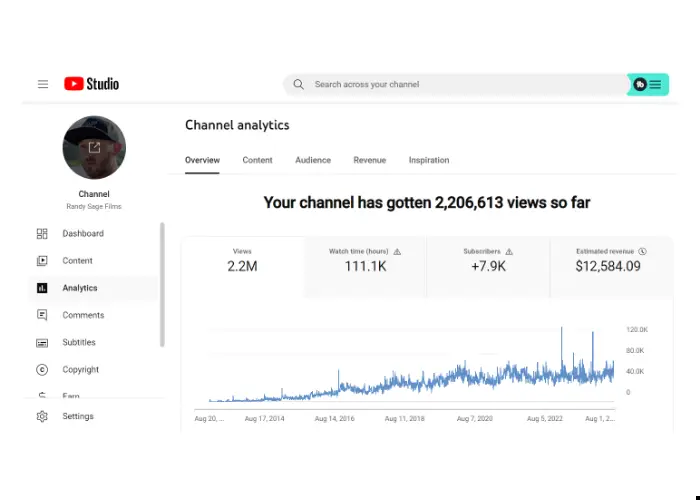 Studio
Search across your channel
Channel analytics
Overview Content Audience Revenue Inspiration
Channel
Randy Sage Films
Dashboard
Content
Analytics
Comments
Subtitles
Copyright
Earn
Settings
Your channel has gotten 2,206,613 views so far
Views
2.2M
Watch time (hours)
111.1K
Subscribers
+7.9K
Estimated revenue
$12,584.09
120.0K
80.0K
40.0K
0
Aug 20, ... Aug 17, 2014 Aug 14, 2016 Aug 11, 2018 Aug 7, 2020 Aug 5, 2022 Aug 1, 2...